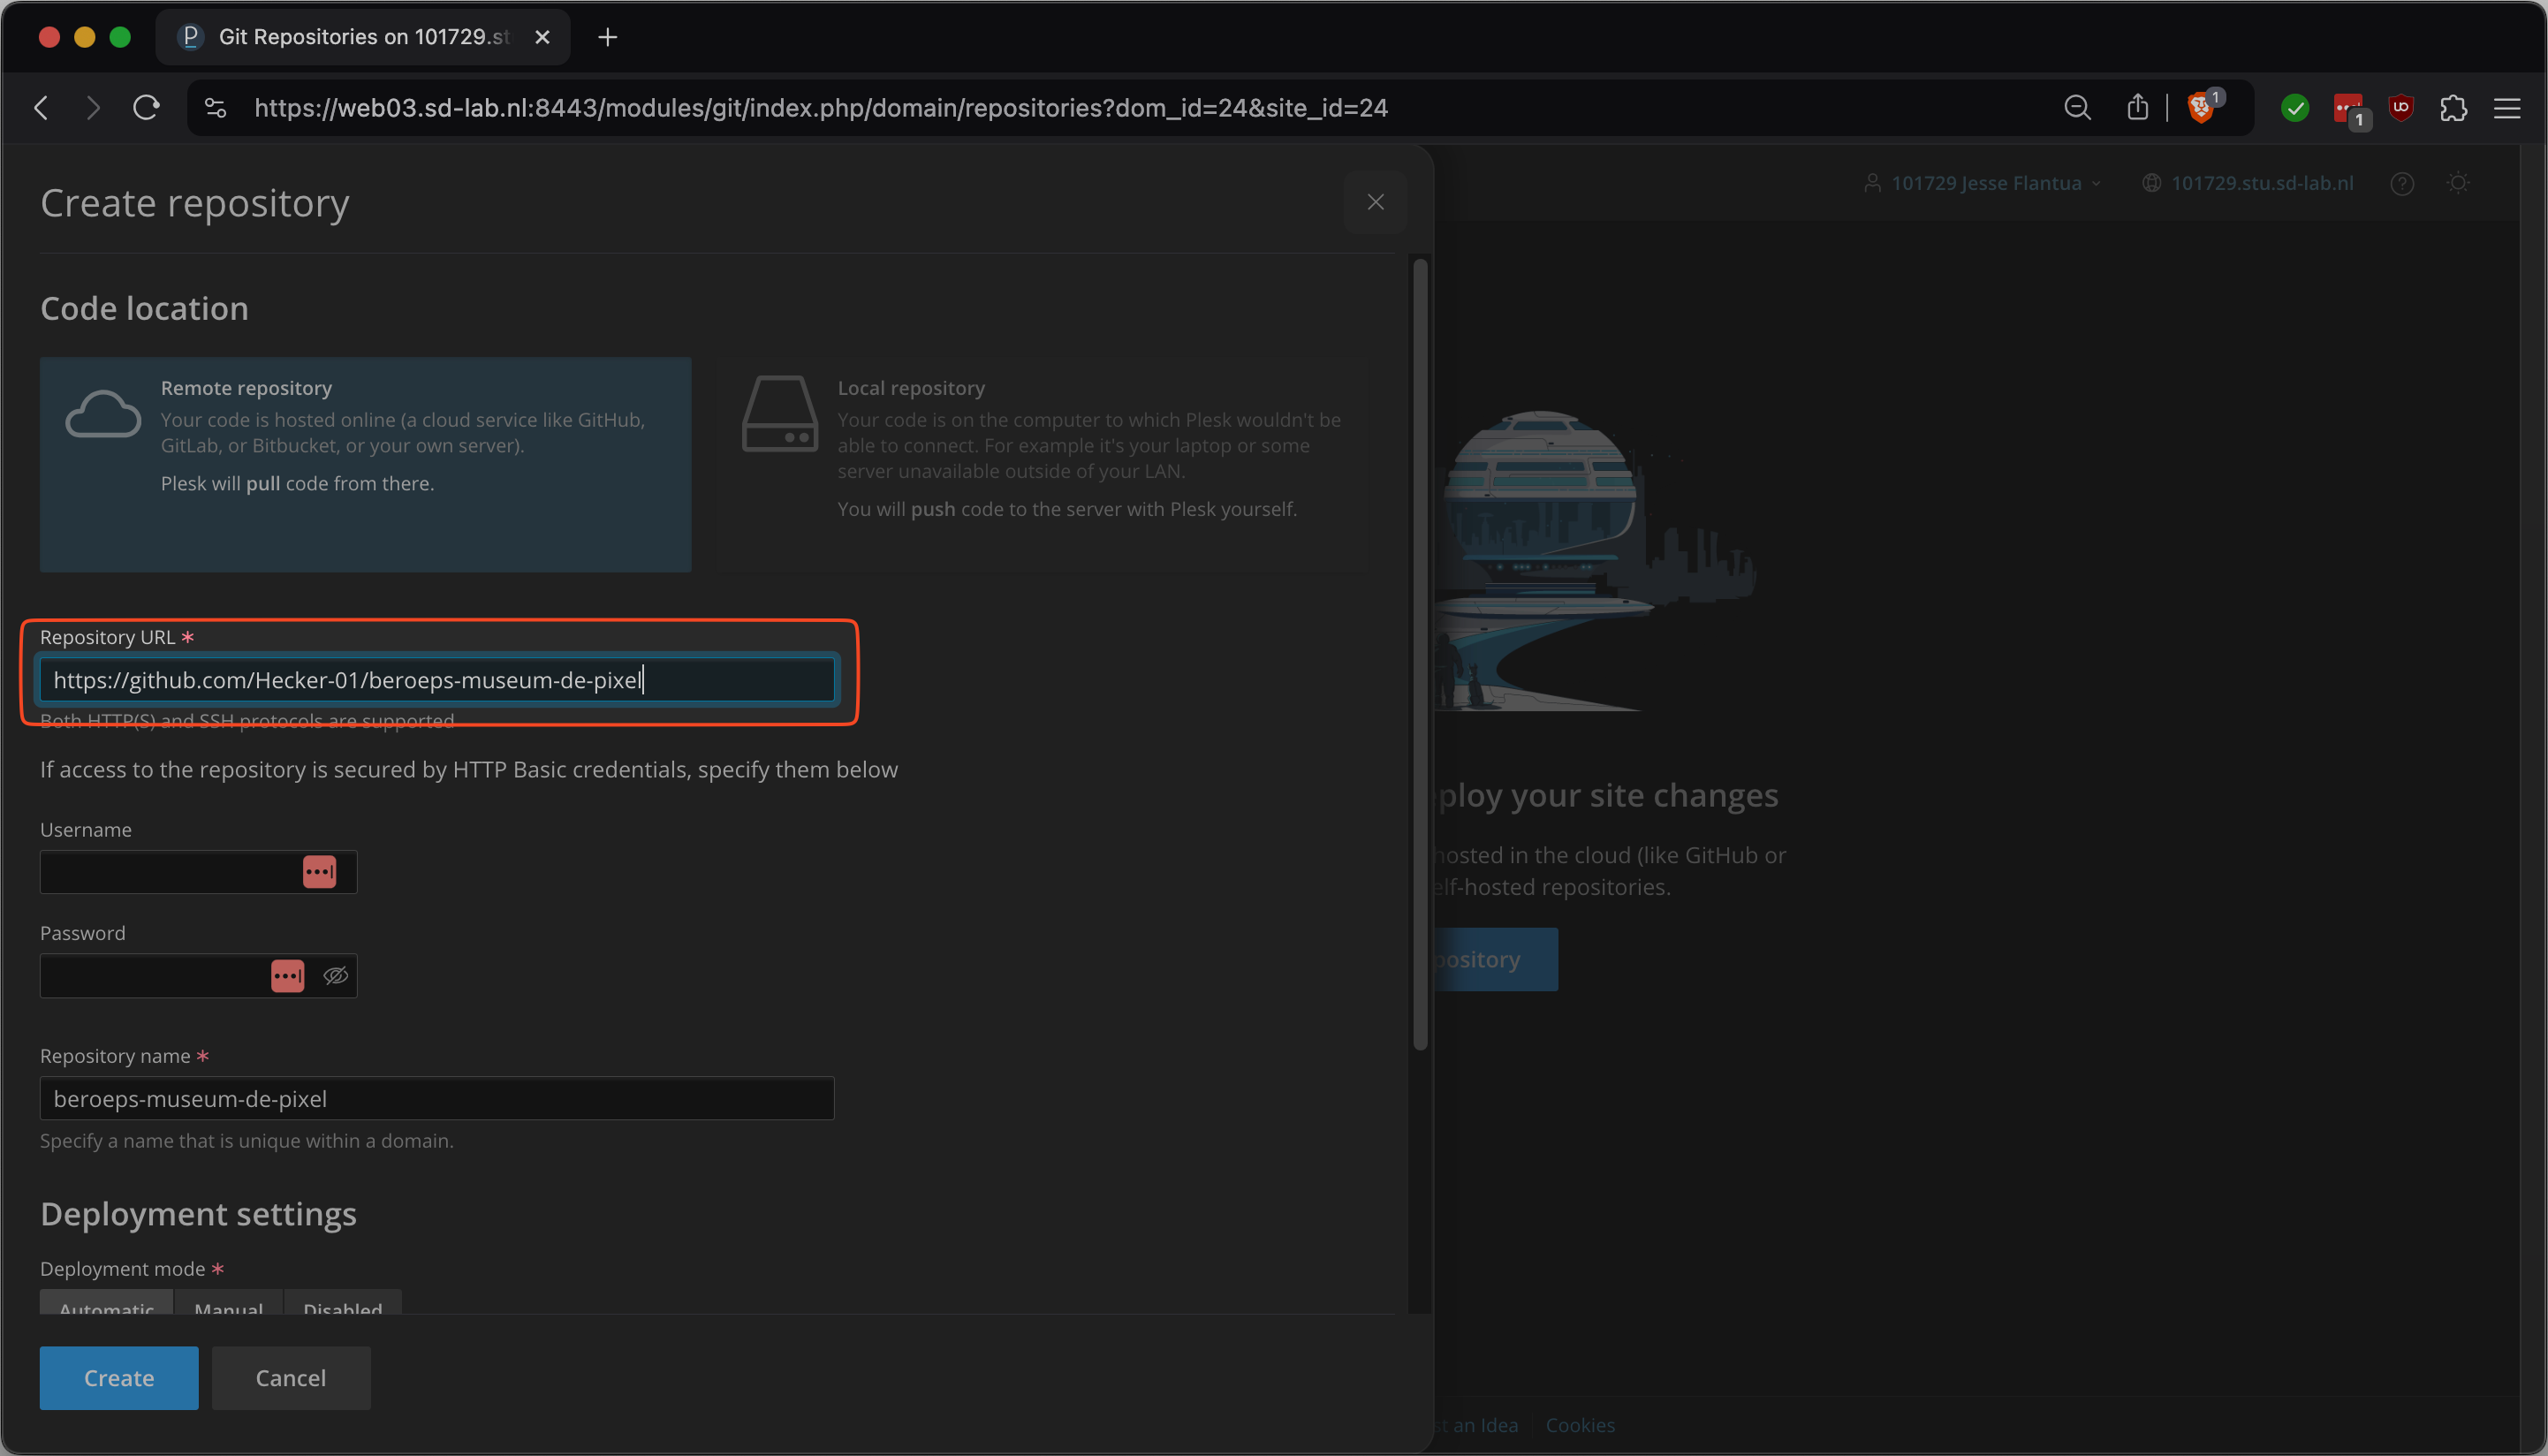 Git Repositories on 101729.st
https://web03.sd-lab.nl:8443/modules/git/index.php/domain/repositories?dom_id=24&site_id=24
1
1
Create repository
101729 Jesse Flantua
101729.stu.sd-lab.nl
Code location
Remote repository
Your code is hosted online (a cloud service like GitHub,
GitLab, or Bitbucket, or your own server).
Plesk will pull code from there.
Local repository
Your code is on the computer to which Plesk wouldn't be
able to connect. For example it's your laptop or some
server unavailable outside of your LAN.
You will push code to the server with Plesk yourself.
Repository URL *
https://github.com/Hecker-01/beroeps-museum-de-pixel
Both HTTP(S) and SSH protocols are supported
If access to the repository is secured by HTTP Basic credentials, specify them below
Username
Password
Repository name *
beroeps-museum-de-pixel
Specify a name that is unique within a domain.
Deployment settings
Deployment mode *
Automatic Manual Disabled
Create Cancel
ploy your site changes
hosted in the cloud (like GitHub or
elf-hosted repositories.
pository
st an Idea Cookies